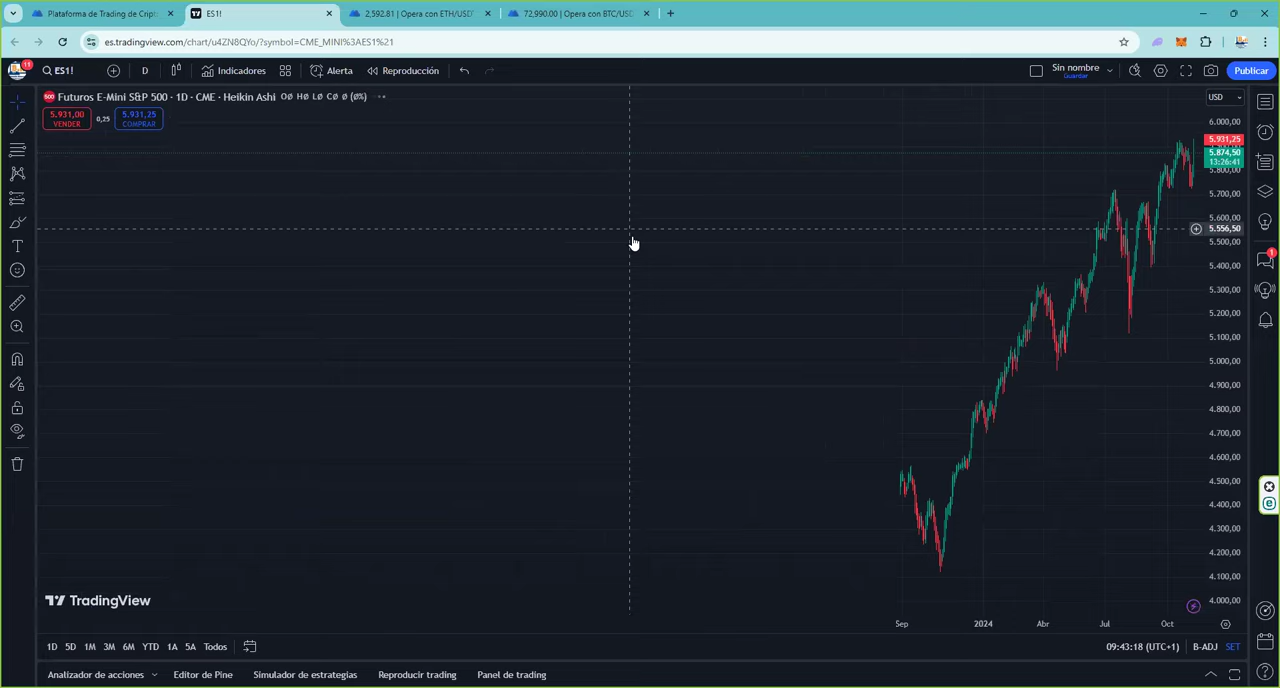 Plataforma de Trading de Cript
ES1!
2,592.81 | Opera con ETH/USDT
72,990.00 | Opera con BTC/USD
es.tradingview.com/chart/u4ZN8QYo/?symbol=CME_MINI%3AES1%21
11
ES1!
D
Indicadores
Alerta
Reproducción
Sin nombre
Guardar
Publicar
500
Futuros E-Mini S&P 500 · 1D · CME · Heikin Ashi
O∅ H∅ L∅ C∅ ∅ (∅%)
USD
5.931,00
VENDER
0,25
5.931,25
COMPRAR
6.000,00
5.931,25
5.874,50
13:26:41
5.800,00
5.700,00
5.600,00
5.556,50
5.500,00
5.400,00
5.300,00
5.200,00
5.100,00
5.000,00
4.900,00
4.800,00
4.700,00
4.600,00
4.500,00
4.400,00
4.300,00
4.200,00
4.100,00
4.000,00
1
TradingView
Sep
2024
Abr
Jul
Oct
1D 5D 1M 3M 6M YTD 1A 5A Todos
09:43:18 (UTC+1)
B-ADJ
SET
Analizador de acciones
Editor de Pine
Simulador de estrategias
Reproducir trading
Panel de trading